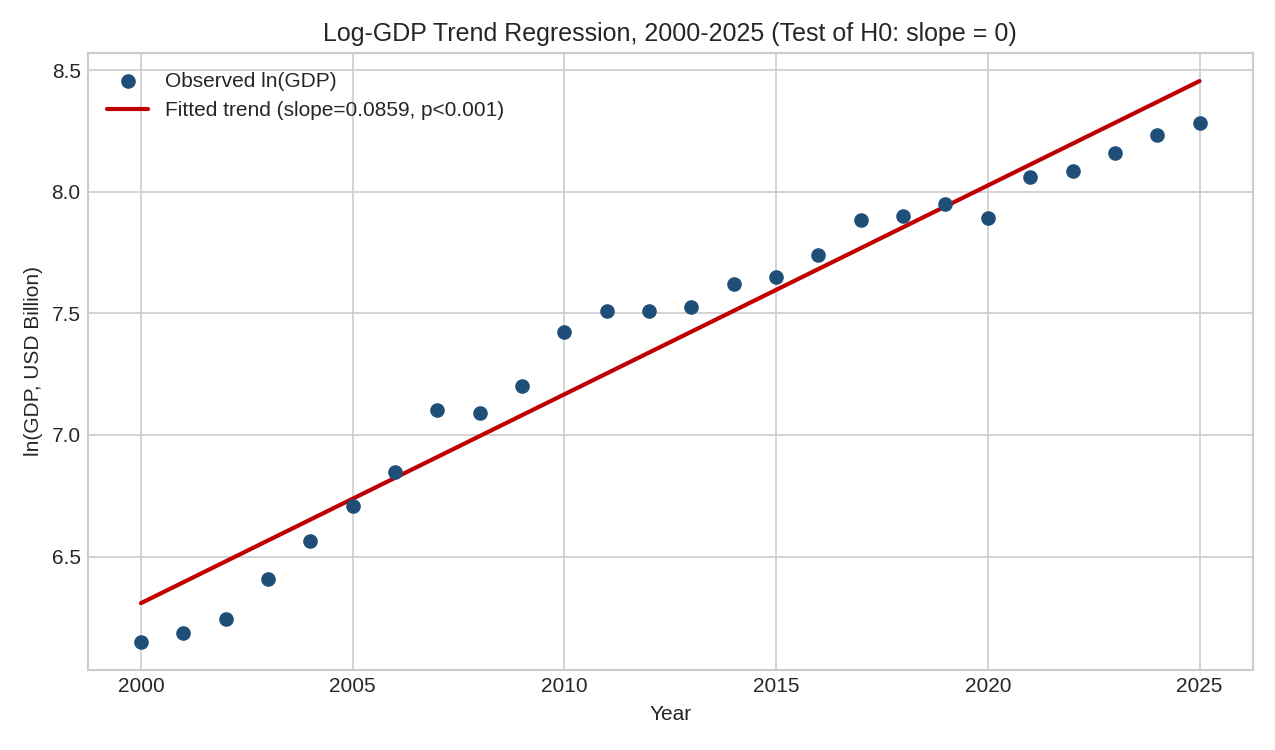 Log-GDP Trend Regression, 2000-2025 (Test of H0: slope = 0)
Observed ln(GDP)
Fitted trend (slope=0.0859, p<0.001)
ln(GDP, USD Billion)
8.5
8.0
7.5
7.0
6.5
2000 2005 2010 2015 2020 2025
Year